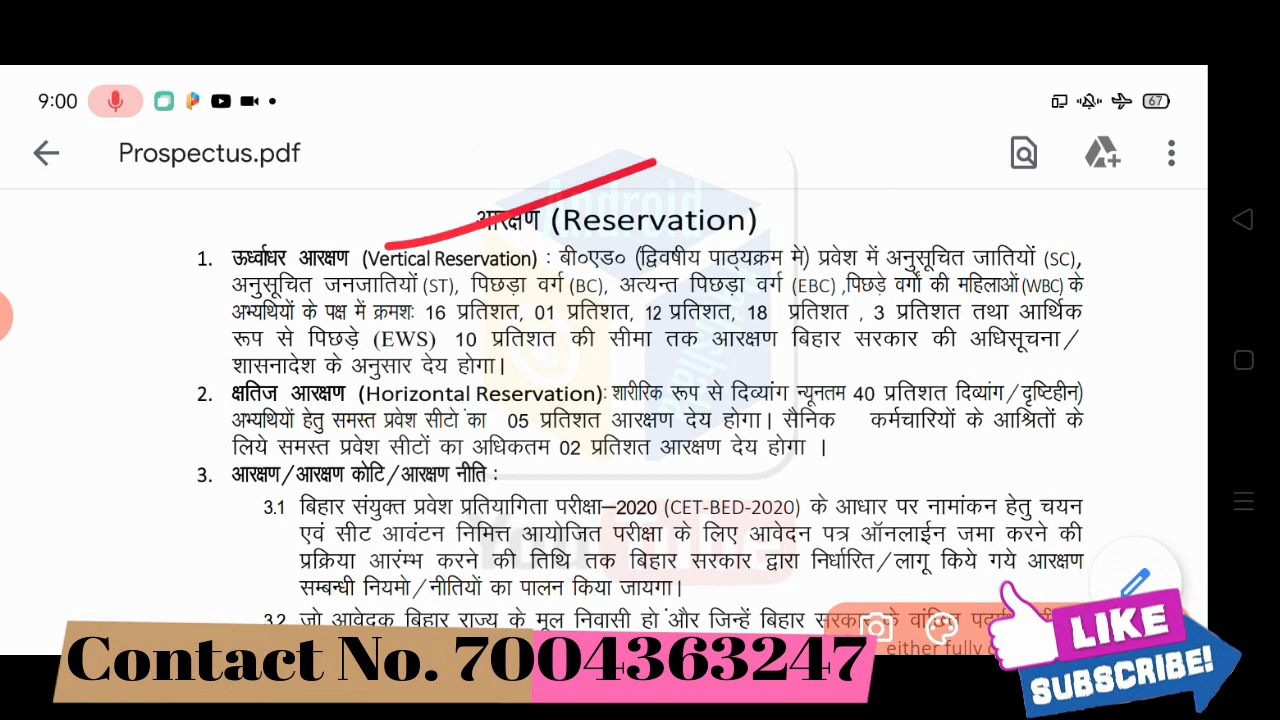 9:00
67
Prospectus.pdf
आरक्षण (Reservation)
1. ऊर्ध्वाधर आरक्षण (Vertical Reservation) : बी०एड० (द्विवर्षीय पाठ्यक्रम मे) प्रवेश में अनुसूचित जातियों (SC),
अनुसूचित जनजातियों (ST), पिछड़ा वर्ग (BC), अत्यन्त पिछड़ा वर्ग (EBC) ,पिछड़े वर्गों की महिलाओं (WBC) के
अभ्यथियों के पक्ष में क्रमशः 16 प्रतिशत, 01 प्रतिशत, 12 प्रतिशत, 18 प्रतिशत , 3 प्रतिशत तथा आर्थिक
रूप से पिछड़े (EWS) 10 प्रतिशत की सीमा तक आरक्षण बिहार सरकार की अधिसूचना/
शासनादेश के अनुसार देय होगा।
2. क्षतिज आरक्षण (Horizontal Reservation): शारीरिक रूप से दिव्यांग न्यूनतम 40 प्रतिशत दिव्यांग/दृष्टिहीन)
अभ्यथियों हेतु समस्त प्रवेश सीटो का 05 प्रतिशत आरक्षण देय होगा। सैनिक कर्मचारियों के आश्रितों के
लिये समस्त प्रवेश सीटों का अधिकतम 02 प्रतिशत आरक्षण देय होगा ।
3. आरक्षण/आरक्षण कोटि/आरक्षण नीति :
3.1 बिहार संयुक्त प्रवेश प्रतियागिता परीक्षा–2020 (CET-BED-2020) के आधार पर नामांकन हेतु चयन
एवं सीट आवंटन निमित्त आयोजित परीक्षा के लिए आवेदन पत्र ऑनलाईन जमा करने की
प्रक्रिया आरंम्भ करने की तिथि तक बिहार सरकार द्वारा निर्धारित/लागू किये गये आरक्षण
सम्बन्धी नियमो/नीतियों का पालन किया जायगा।
3.2 जो आवेदक बिहार राज्य के मूल निवासी हो और जिन्हें बिहार सरकार के वांछित
either fully
Contact No. 7004363247
LIKE
SUBSCRIBE!